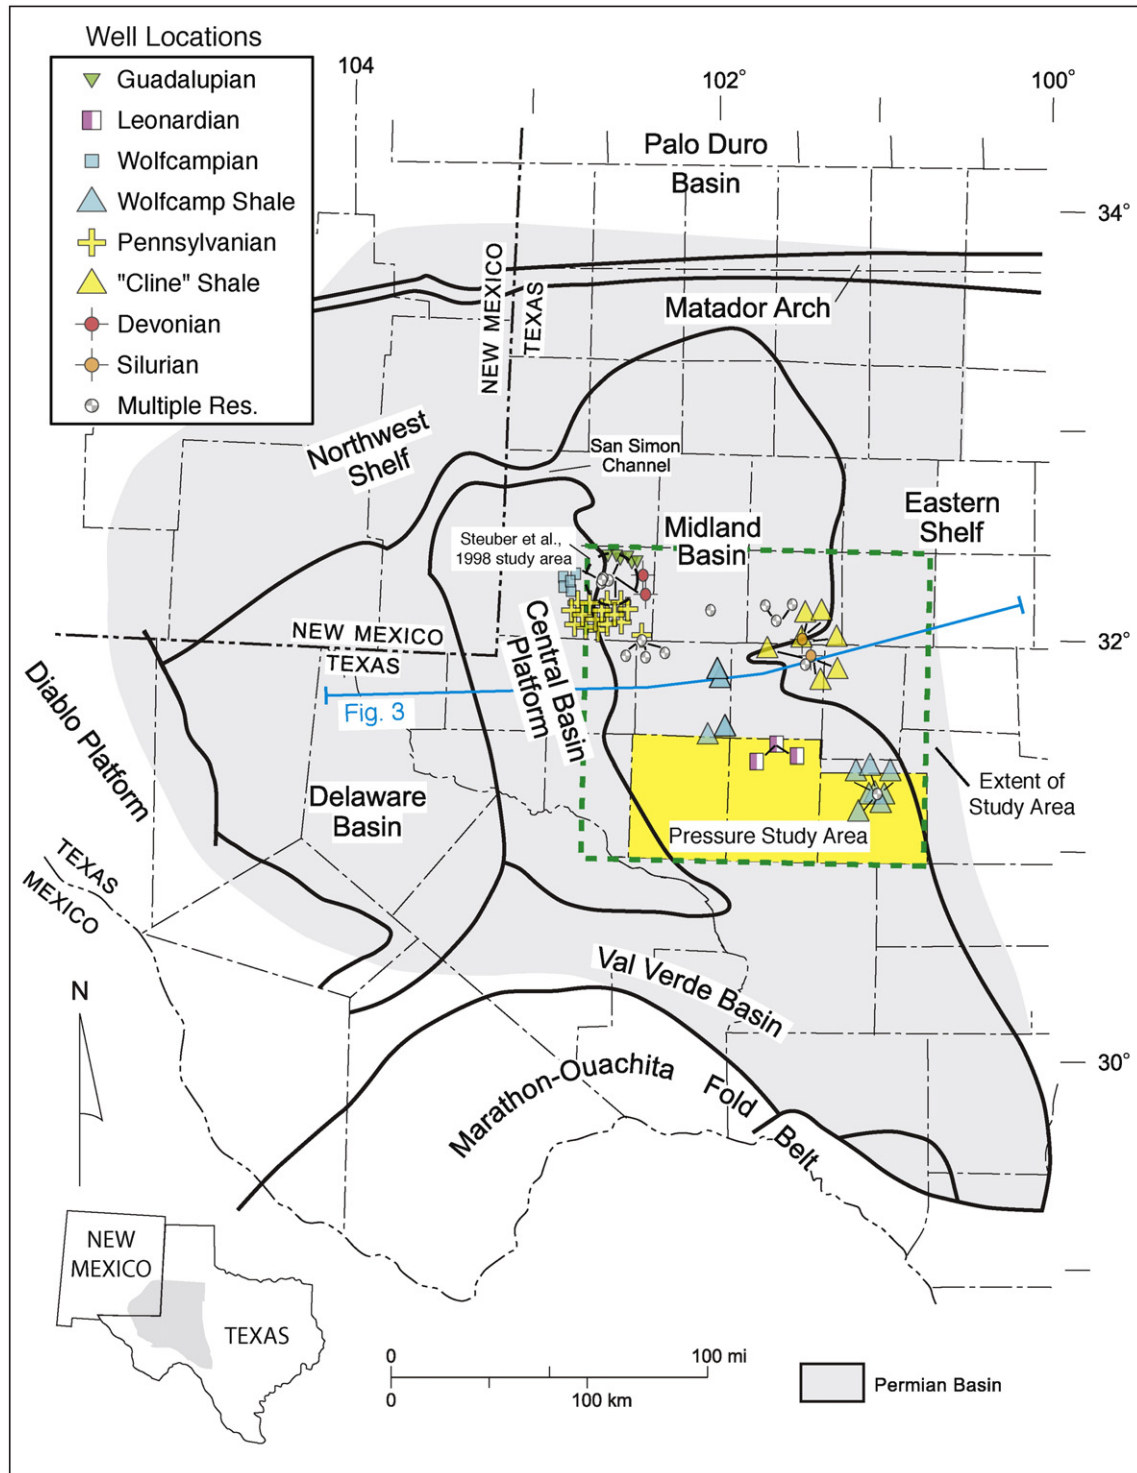 Well Locations
Guadalupian
Leonardian
Wolfcampian
Wolfcamp Shale
Pennsylvanian
"Cline" Shale
Devonian
Silurian
Multiple Res.
104
102°
100°
Palo Duro
Basin
34°
NEW MEXICO
TEXAS
Matador Arch
Northwest
Shelf
San Simon
Channel
Eastern
Shelf
Steuber et al.,
1998 study area
Midland
Basin
NEW MEXICO
TEXAS
Central Basin
Platform
32°
Fig. 3
Diablo Platform
Delaware
Basin
Pressure Study Area
Extent of
Study Area
TEXAS
MEXICO
N
Val Verde Basin
30°
Marathon-Ouachita
Fold
Belt
NEW
MEXICO
TEXAS
0
100 mi
0
100 km
Permian Basin